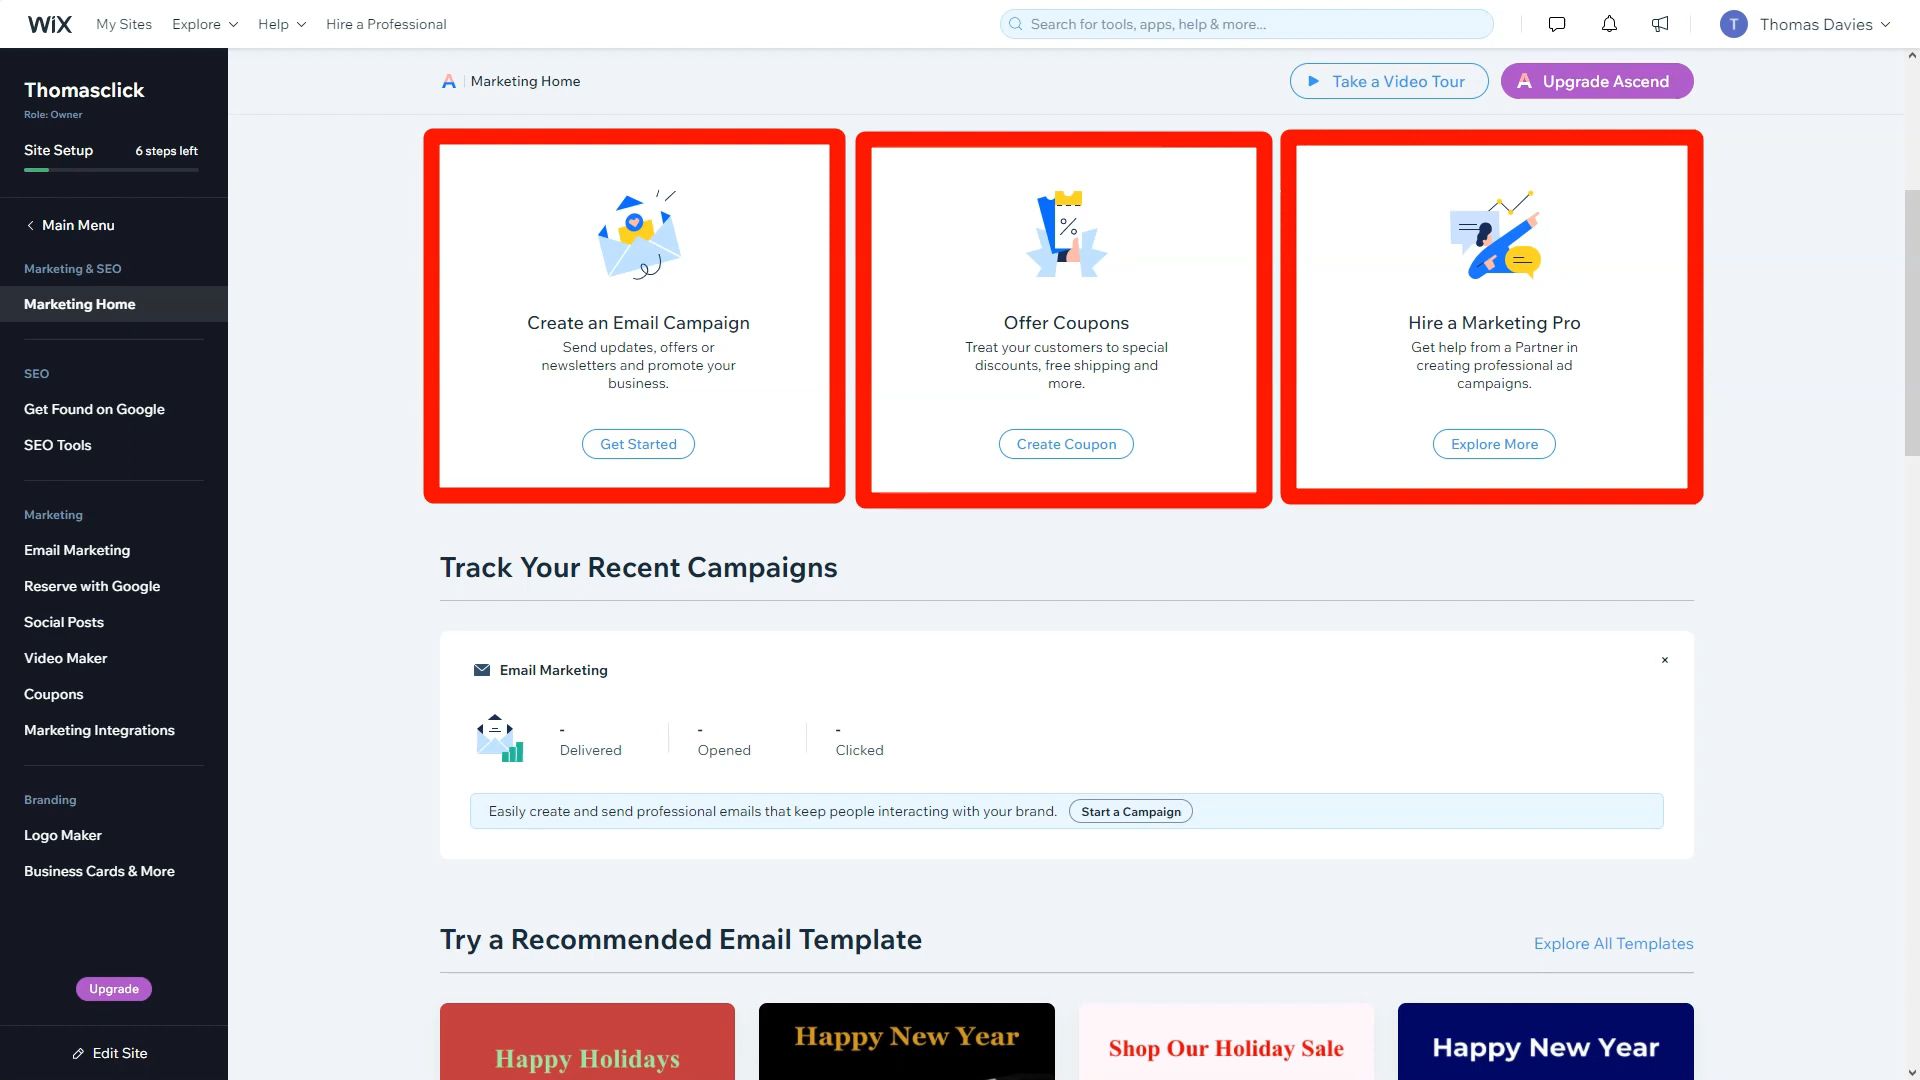 WiX
My Sites
Explore
Help
Hire a Professional
Search for tools, apps, help & more...
T
Thomas Davies
Thomasclick
Role: Owner
Site Setup
6 steps left
Main Menu
Marketing & SEO
Marketing Home
SEO
Get Found on Google
SEO Tools
Marketing
Email Marketing
Reserve with Google
Social Posts
Video Maker
Coupons
Marketing Integrations
Branding
Logo Maker
Business Cards & More
Upgrade
Edit Site
A | Marketing Home
Take a Video Tour
A Upgrade Ascend
Create an Email Campaign
Send updates, offers or
newsletters and promote your
business.
Get Started
%
Offer Coupons
Treat your customers to special
discounts, free shipping and
more.
Create Coupon
Hire a Marketing Pro
Get help from a Partner in
creating professional ad
campaigns.
Explore More
Track Your Recent Campaigns
Email Marketing
×
-
Delivered
-
Opened
-
Clicked
Easily create and send professional emails that keep people interacting with your brand.
Start a Campaign
Try a Recommended Email Template
Explore All Templates
Happy Holidays
Happy New Year
Shop Our Holiday Sale
Happy New Year